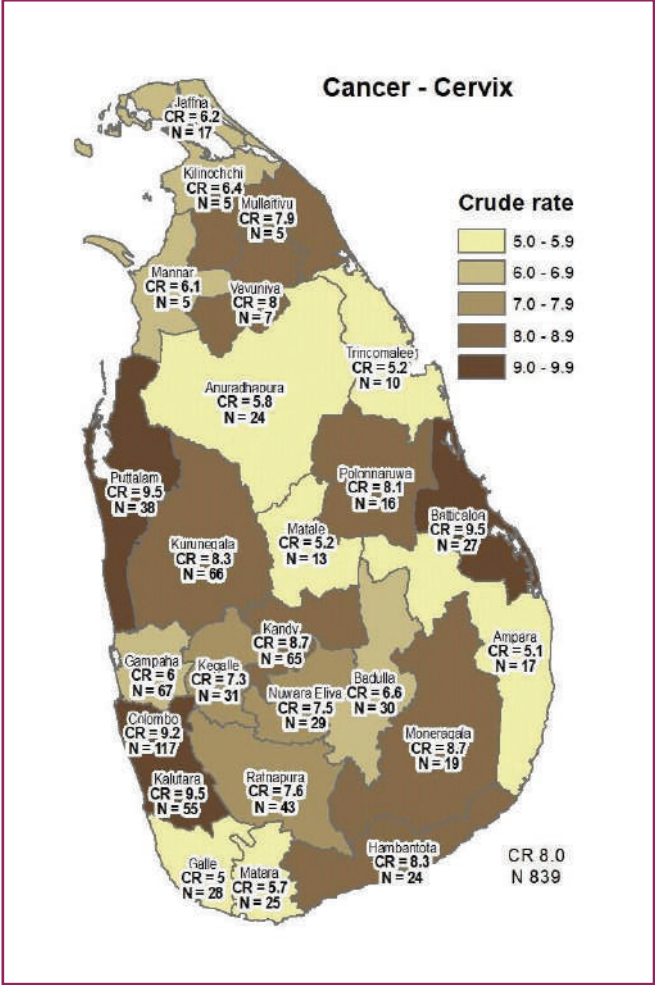 Cancer - Cervix
Jaffna
CR = 6.2
N = 17
Kilinochchi
CR = 6.4
N = 5
Mullaitivu
CR = 7.9
N = 5
Crude rate
5.0 - 5.9
6.0 - 6.9
7.0 - 7.9
8.0 - 8.9
9.0 - 9.9
Mannar
CR = 6.1
N = 5
Vavuniya
CR = 8
N = 7
Trincomalee
CR = 5.2
N = 10
Anuradhapura
CR = 5.8
N = 24
Puttalam
CR = 9.5
N = 38
Polonnaruwa
CR = 8.1
N = 16
Batticaloa
CR = 9.5
N = 27
Kurunegala
CR = 8.3
N = 66
Matale
CR = 5.2
N = 13
Kandy
CR = 8.7
N = 65
Ampara
CR = 5.1
N = 17
Gampaha
CR = 6
N = 67
Kegalle
CR = 7.3
N = 31
Nuwara Eliya
CR = 7.5
N = 29
Badulla
CR = 6.6
N = 30
Colombo
CR = 9.2
N = 117
Moneragala
CR = 8.7
N = 19
Kalutara
CR = 9.5
N = 55
Ratnapura
CR = 7.6
N = 43
Hambantota
CR = 8.3
N = 24
Galle
CR = 5
N = 28
Matara
CR = 5.7
N = 25
CR 8.0
N 839